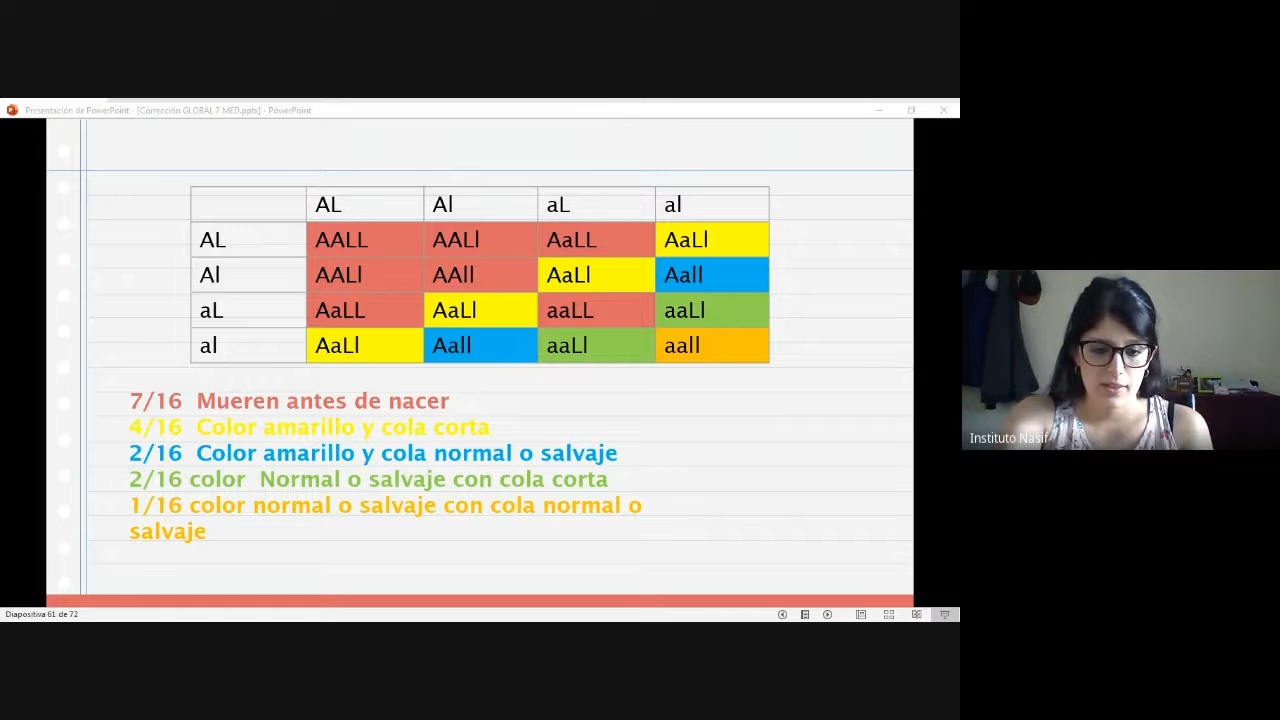 Presentación de PowerPoint - [Corrección GLOBAL 7 MED.pptx] - PowerPoint
AL Al aL al
AL AALL AALl AaLL AaLl
Al AALl AAll AaLl Aall
aL AaLL AaLl aaLL aaLl
al AaLl Aall aaLl aall
7/16 Mueren antes de nacer
4/16 Color amarillo y cola corta
2/16 Color amarillo y cola normal o salvaje
2/16 color Normal o salvaje con cola corta
1/16 color normal o salvaje con cola normal o
salvaje
Diapositiva 61 de 72
Instituto Nasif